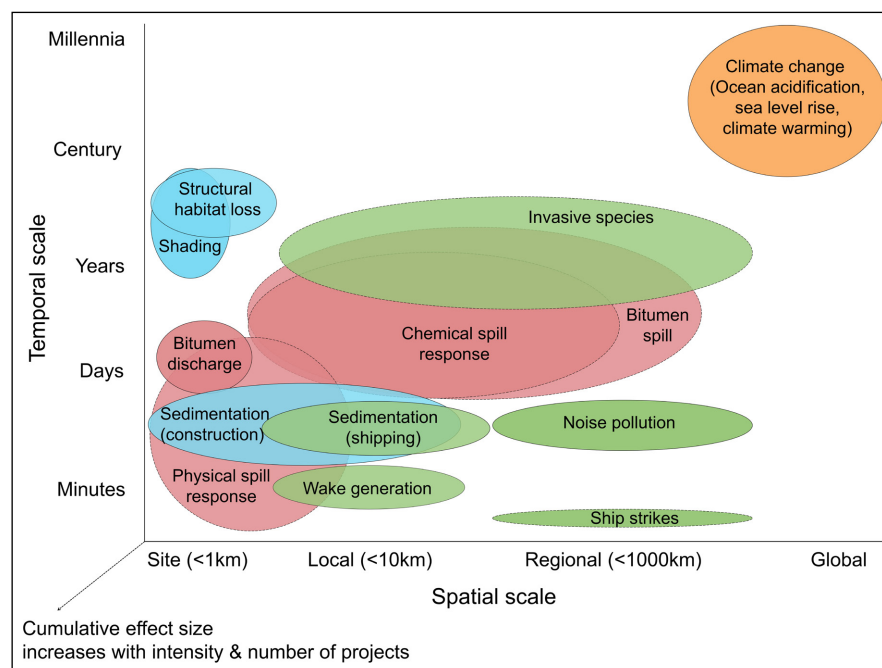 Millennia
Climate change
(Ocean acidification,
sea level rise,
climate warming)
Century
Structural
habitat loss
Shading
Invasive species
Years
Bitumen
spill
Chemical spill
response
Bitumen
discharge
Days
Sedimentation
(construction)
Sedimentation
(shipping)
Noise pollution
Physical spill
response
Wake generation
Minutes
Ship strikes
Temporal scale
Site (<1km)
Local (<10km)
Regional (<1000km)
Global
Spatial scale
Cumulative effect size
increases with intensity & number of projects